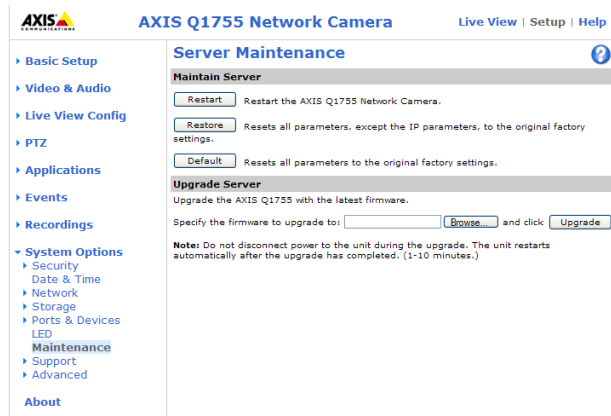 AXIS
COMMUNICATIONS
AXIS Q1755 Network Camera
Live View | Setup | Help
Basic Setup
Video & Audio
Live View Config
PTZ
Applications
Events
Recordings
System Options
Security
Date & Time
Network
Storage
Ports & Devices
LED
Maintenance
Support
Advanced
About
Server Maintenance
?
Maintain Server
Restart Restart the AXIS Q1755 Network Camera.
Restore Resets all parameters, except the IP parameters, to the original factory
settings.
Default Resets all parameters to the original factory settings.
Upgrade Server
Upgrade the AXIS Q1755 with the latest firmware.
Specify the firmware to upgrade to: Browse... and click Upgrade
Note: Do not disconnect power to the unit during the upgrade. The unit restarts
automatically after the upgrade has completed. (1-10 minutes.)